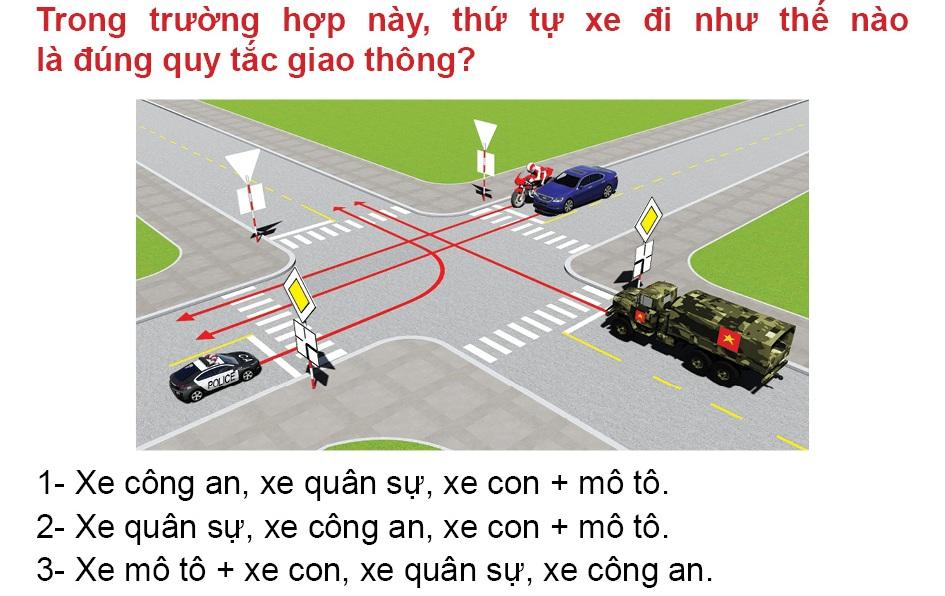 Trong trường hợp này, thứ tự xe đi như thế nào
là đúng quy tắc giao thông?
CA
POLICE
1- Xe công an, xe quân sự, xe con + mô tô.
2- Xe quân sự, xe công an, xe con + mô tô.
3- Xe mô tô + xe con, xe quân sự, xe công an.